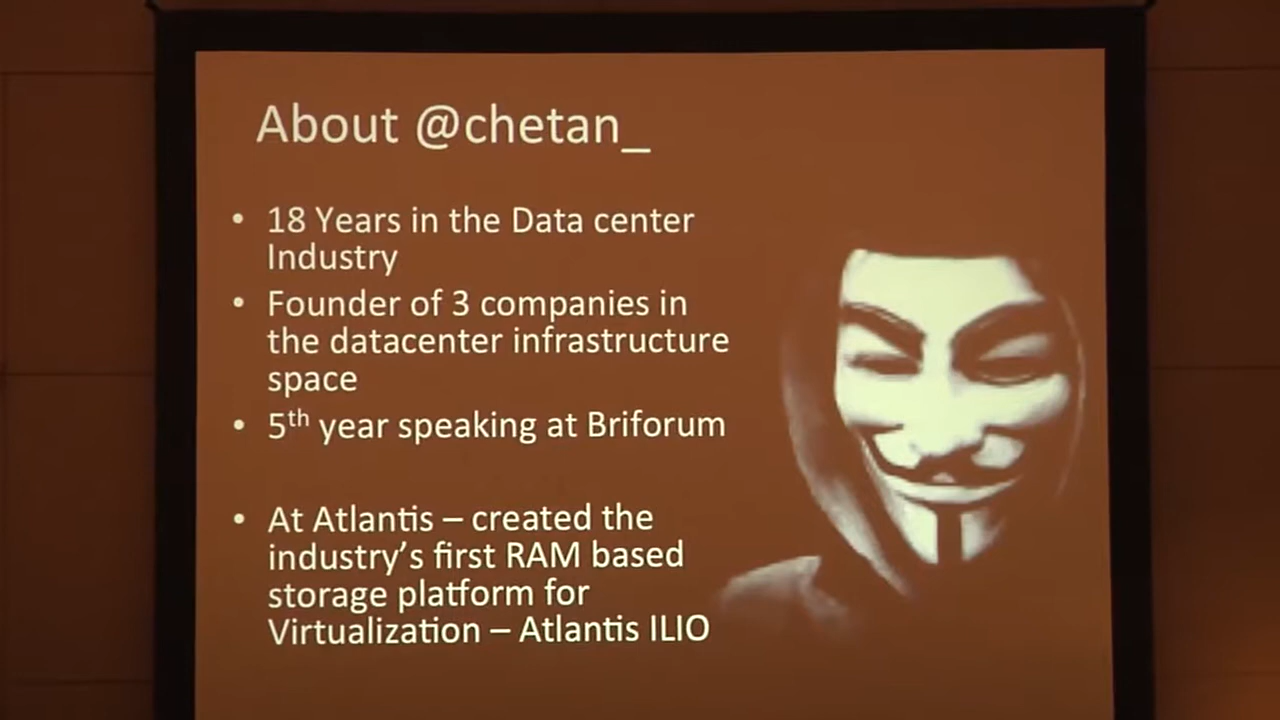 About @chetan_
• 18 Years in the Data center
Industry
• Founder of 3 companies in
the datacenter infrastructure
space
• 5th year speaking at Briforum
• At Atlantis – created the
industry’s first RAM based
storage platform for
Virtualization – Atlantis ILIO